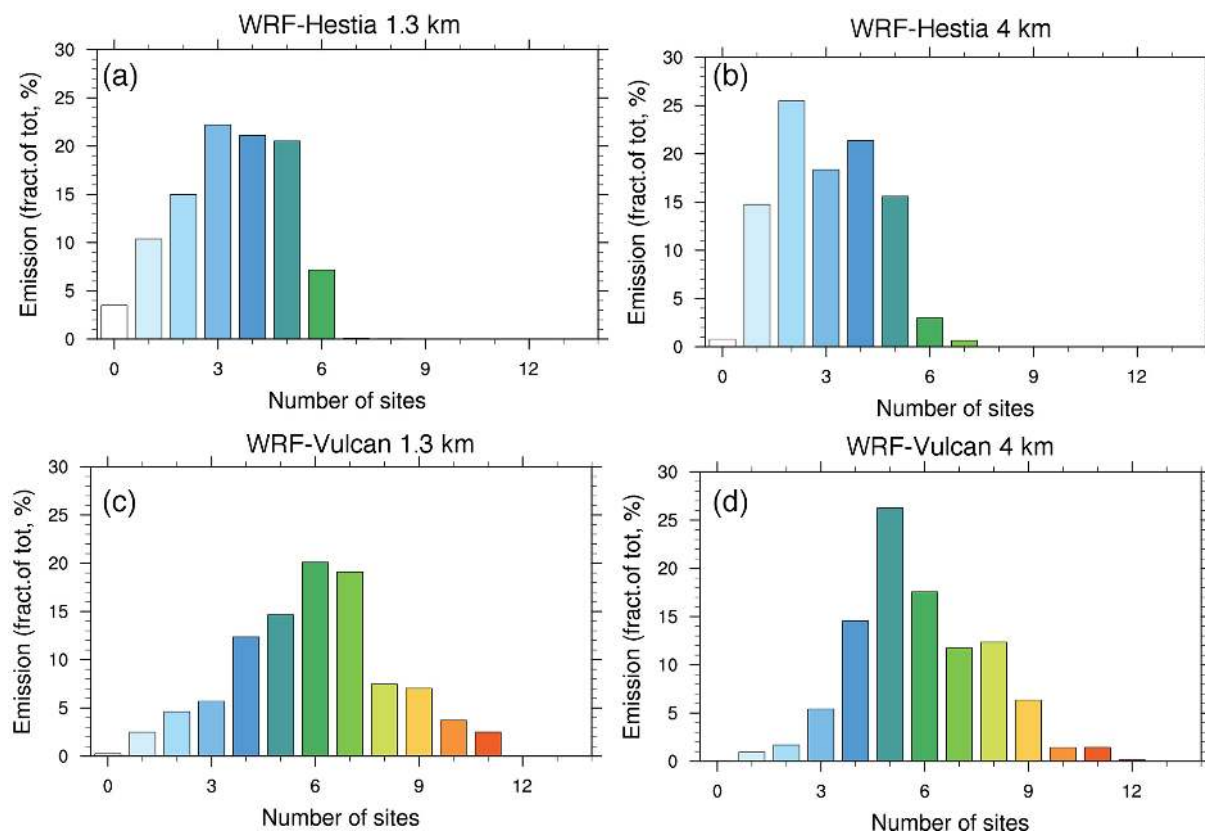 WRF-Hestia 1.3 km
(a)
Emission (fract.of tot, %)
30
25
20
15
10
5
0
0 3 6 9 12
Number of sites
WRF-Hestia 4 km
(b)
Emission (fract.of tot, %)
30
25
20
15
10
5
0
0 3 6 9 12
Number of sites
WRF-Vulcan 1.3 km
(c)
Emission (fract.of tot, %)
30
25
20
15
10
5
0
0 3 6 9 12
Number of sites
WRF-Vulcan 4 km
(d)
Emission (fract.of tot, %)
30
25
20
15
10
5
0
0 3 6 9 12
Number of sites